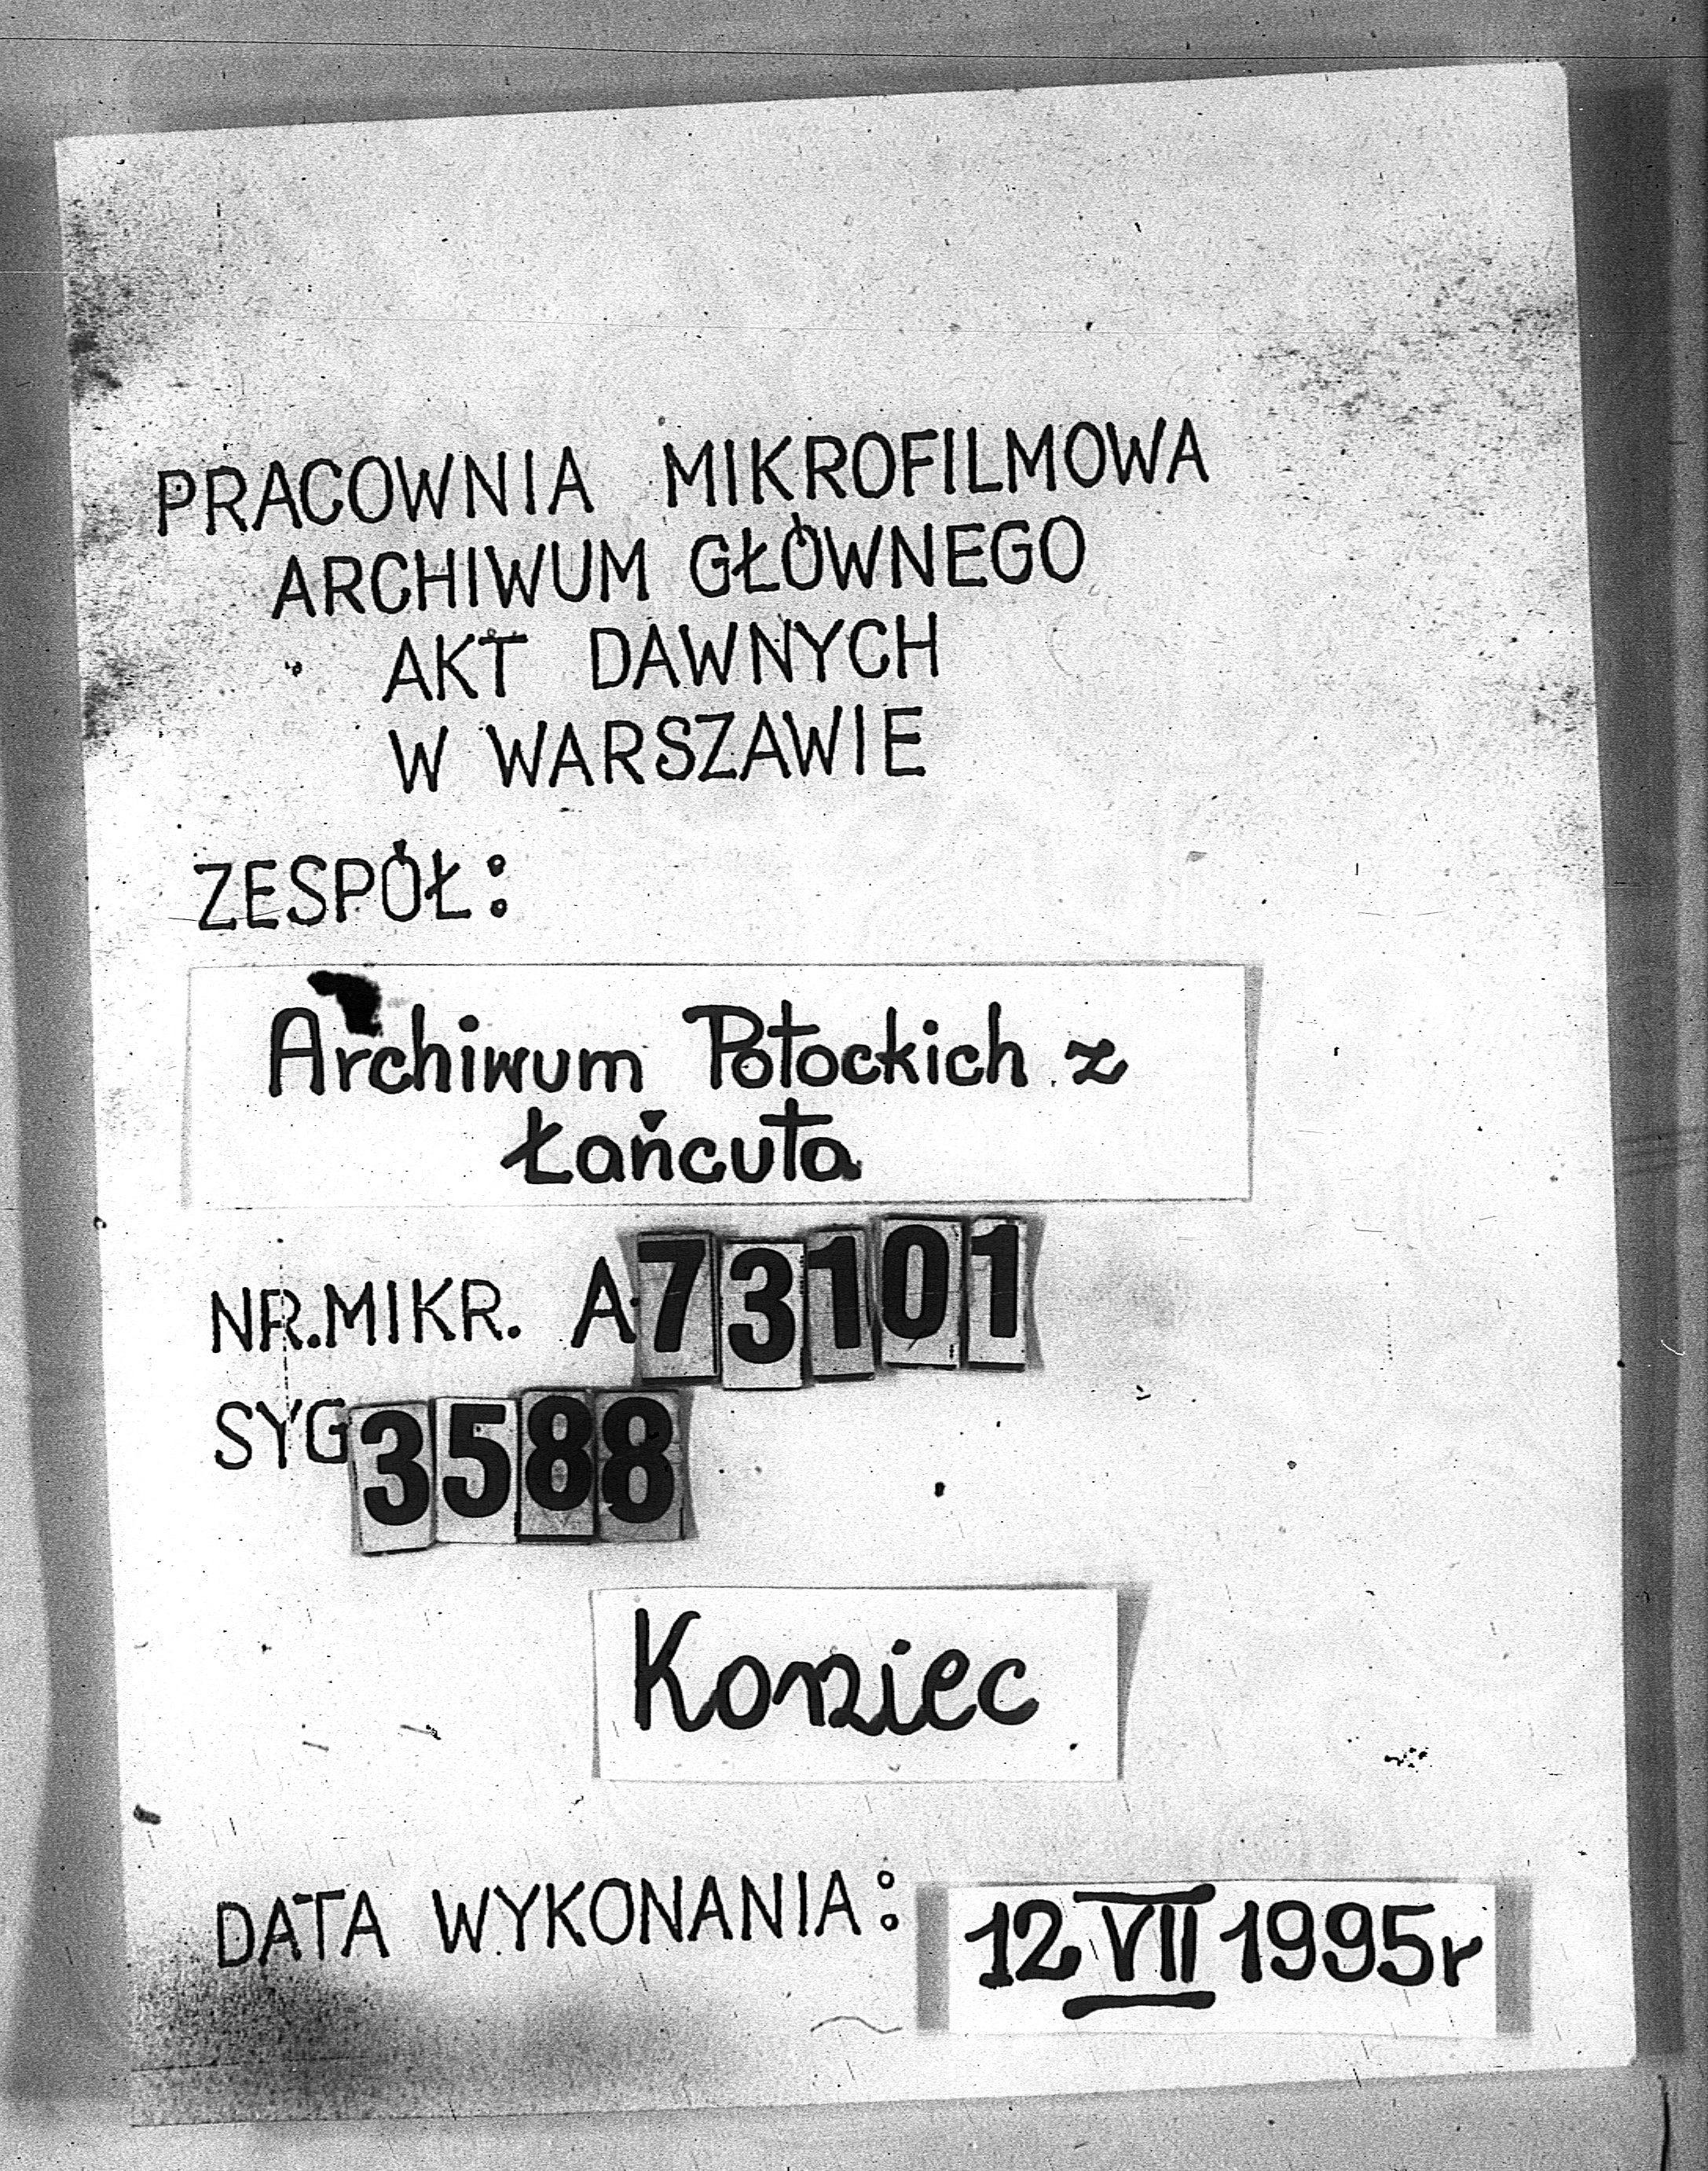 PRACOWNIA MIKROFILMOWA
ARCHIWUM GŁÓWNEGO
AKT DAWNYCH
W WARSZAWIE
ZESPÓŁ:
Archiwum Potockich z
Łańcuta
NR.MIKR. A 73101
SYG 3588
Koniec
DATA WYKONANIA: 12 VII 1995r